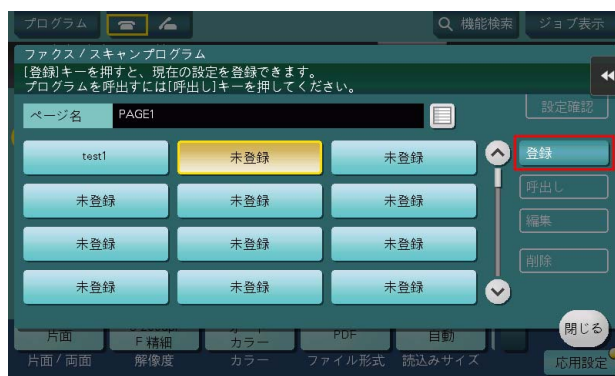 プログラム
機能検索
ジョブ表示
ファクス/スキャンプログラム
[登録]キーを押すと、現在の設定を登録できます。
プログラムを呼出すには[呼出し]キーを押してください。
ページ名 PAGE1
設定確認
test1 未登録 未登録
登録
未登録 未登録 未登録
呼出し
編集
未登録 未登録 未登録
削除
未登録 未登録 未登録
閉じる
片面 F 精細 カラー PDF 自動
片面/両面 解像度 カラー ファイル形式 読込みサイズ 応用設定